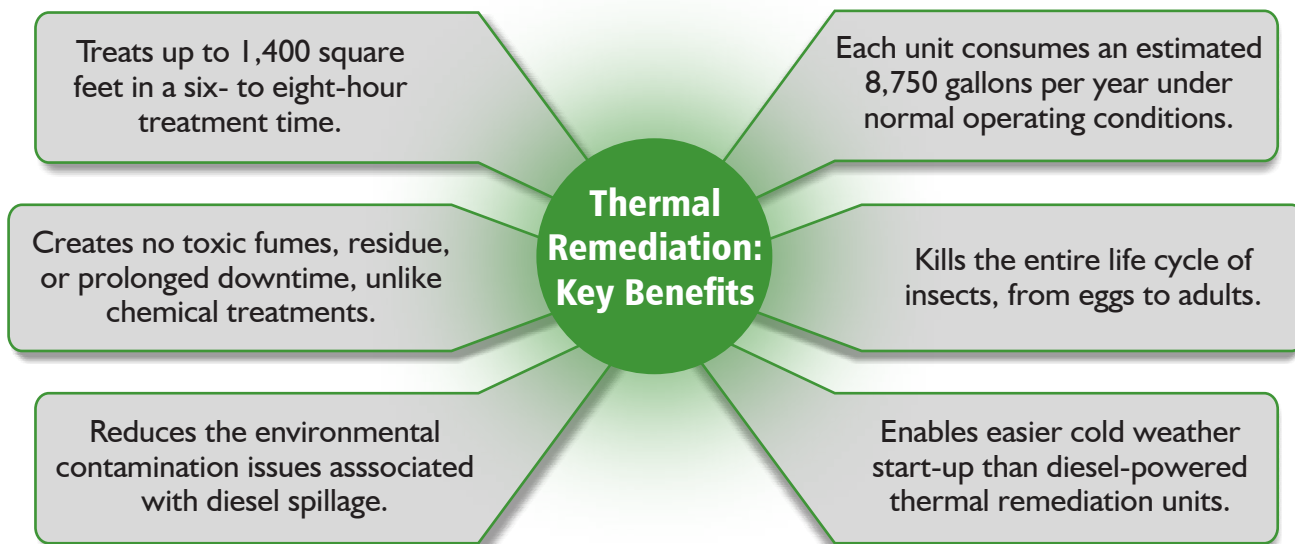 Treats up to 1,400 square
feet in a six- to eight-hour
treatment time.
Each unit consumes an estimated
8,750 gallons per year under
normal operating conditions.
Creates no toxic fumes, residue,
or prolonged downtime, unlike
chemical treatments.
Thermal
Remediation:
Key Benefits
Kills the entire life cycle of
insects, from eggs to adults.
Reduces the environmental
contamination issues asssociated
with diesel spillage.
Enables easier cold weather
start-up than diesel-powered
thermal remediation units.